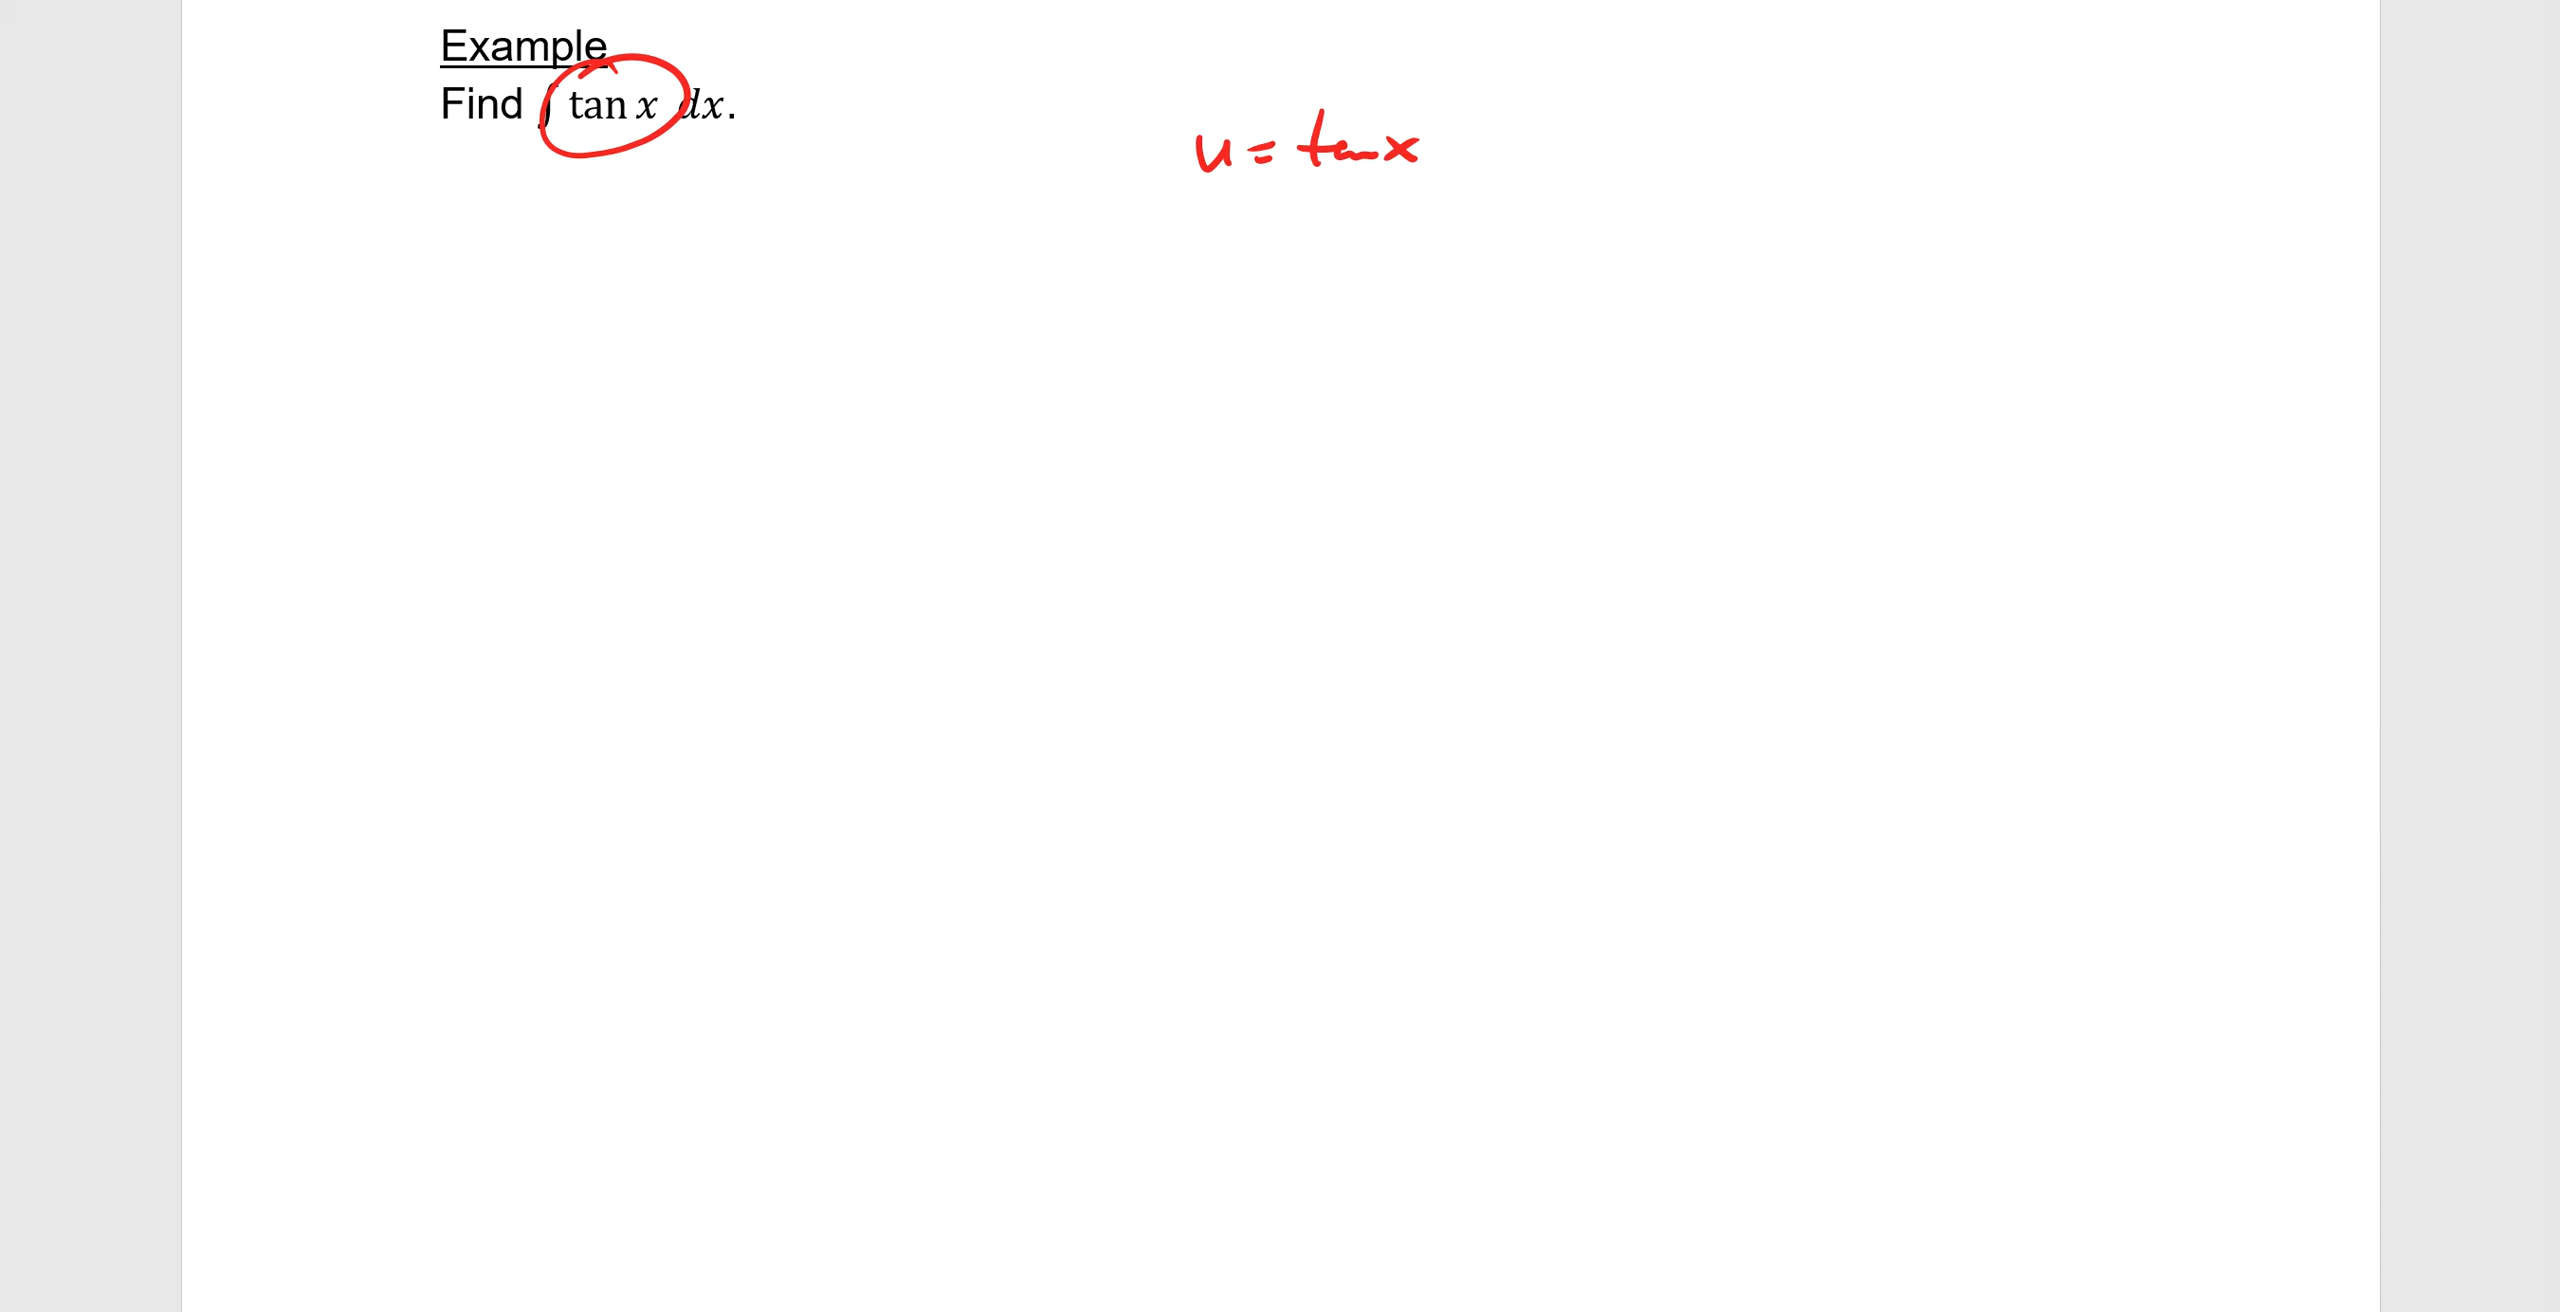 Example
Find ∫ tan x dx.
u = tan x